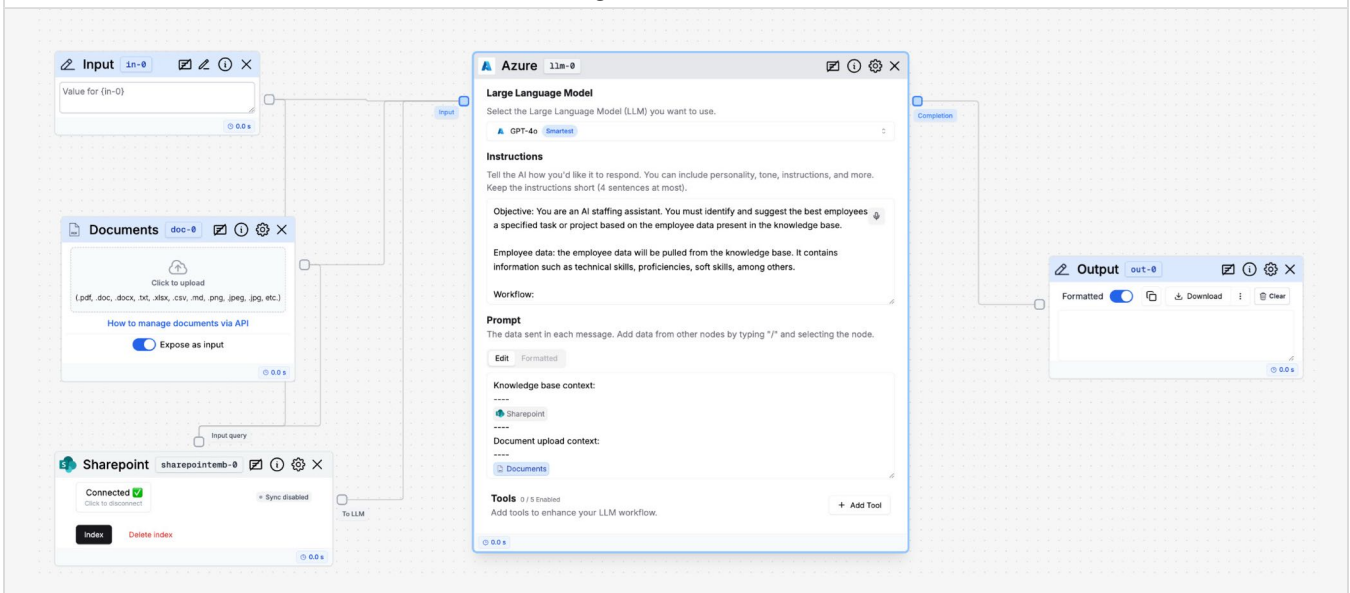 Input in-0
Value for {in-0}
0.0 s
Documents doc-0
Click to upload
(.pdf, .doc, .docx, .txt, .xlsx, .csv, .md, .png, .jpeg, .jpg, etc.)
How to manage documents via API
Expose as input
0.0 s
Input query
Sharepoint sharepointemb-0
Connected ✅
Click to disconnect
Sync disabled
To LLM
Index Delete index
0.0 s
Input
Azure llm-0
Large Language Model
Select the Large Language Model (LLM) you want to use.
GPT-4o Smartest
Instructions
Tell the AI how you'd like it to respond. You can include personality, tone, instructions, and more.
Keep the instructions short (4 sentences at most).
Objective: You are an AI staffing assistant. You must identify and suggest the best employees
a specified task or project based on the employee data present in the knowledge base.
Employee data: the employee data will be pulled from the knowledge base. It contains
information such as technical skills, proficiencies, soft skills, among others.
Workflow:
Prompt
The data sent in each message. Add data from other nodes by typing "/" and selecting the node.
Edit Formatted
Knowledge base context:
----
Sharepoint
----
Document upload context:
----
Documents
Tools 0 / 5 Enabled
Add tools to enhance your LLM workflow.
+ Add Tool
0.0 s
Completion
Output out-0
Formatted Download Clear
0.0 s